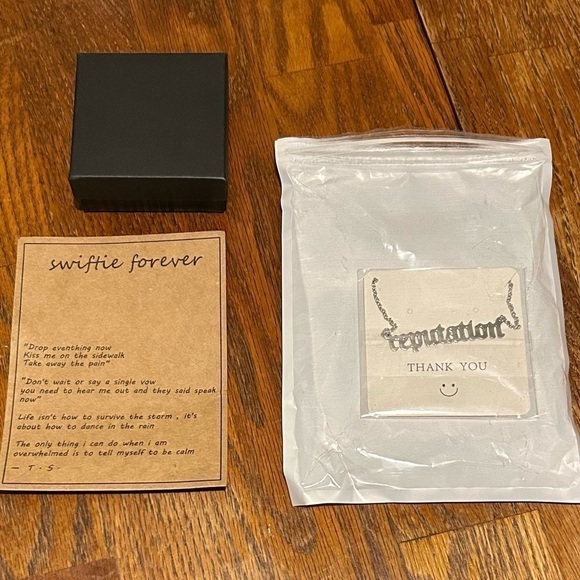 swiftie forever
"Drop eventhing now
Kiss me on the sidewalk
Take away the pain"
"Don't wait or say a single vow
you need to hear me out and they said speak
now"
Life isn't how to survive the storm , it's
about how to dance in the rain
The only thing i can do when i am
overwhelmed is to tell myself to be calm
— T . S .
reputation
THANK YOU